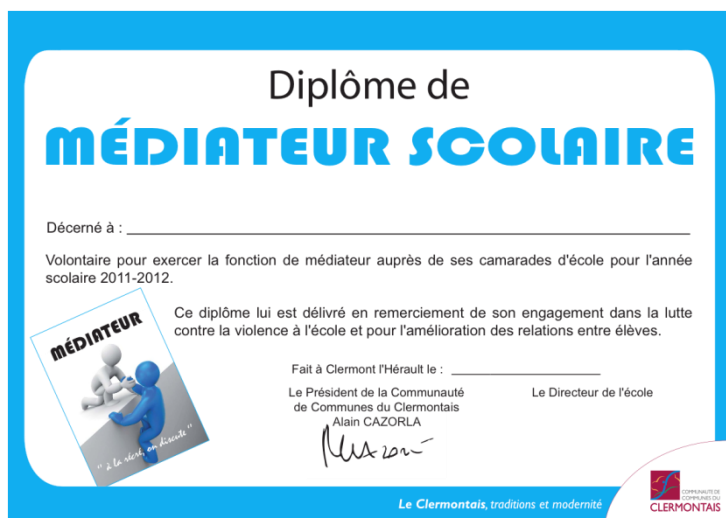 Diplôme de
MÉDIATEUR SCOLAIRE
Décerné à :
Volontaire pour exercer la fonction de médiateur auprès de ses camarades d'école pour l'année
scolaire 2011-2012.
Ce diplôme lui est délivré en remerciement de son engagement dans la lutte
contre la violence à l'école et pour l'amélioration des relations entre élèves.
MÉDIATEUR
" à la récré, on discute "
Fait à Clermont l'Hérault le :
Le Président de la Communauté
de Communes du Clermontais
Alain CAZORLA
Le Directeur de l'école
Le Clermontais, traditions et modernité
COMMUNAUTÉ DE
COMMUNES DU
CLERMONTAIS